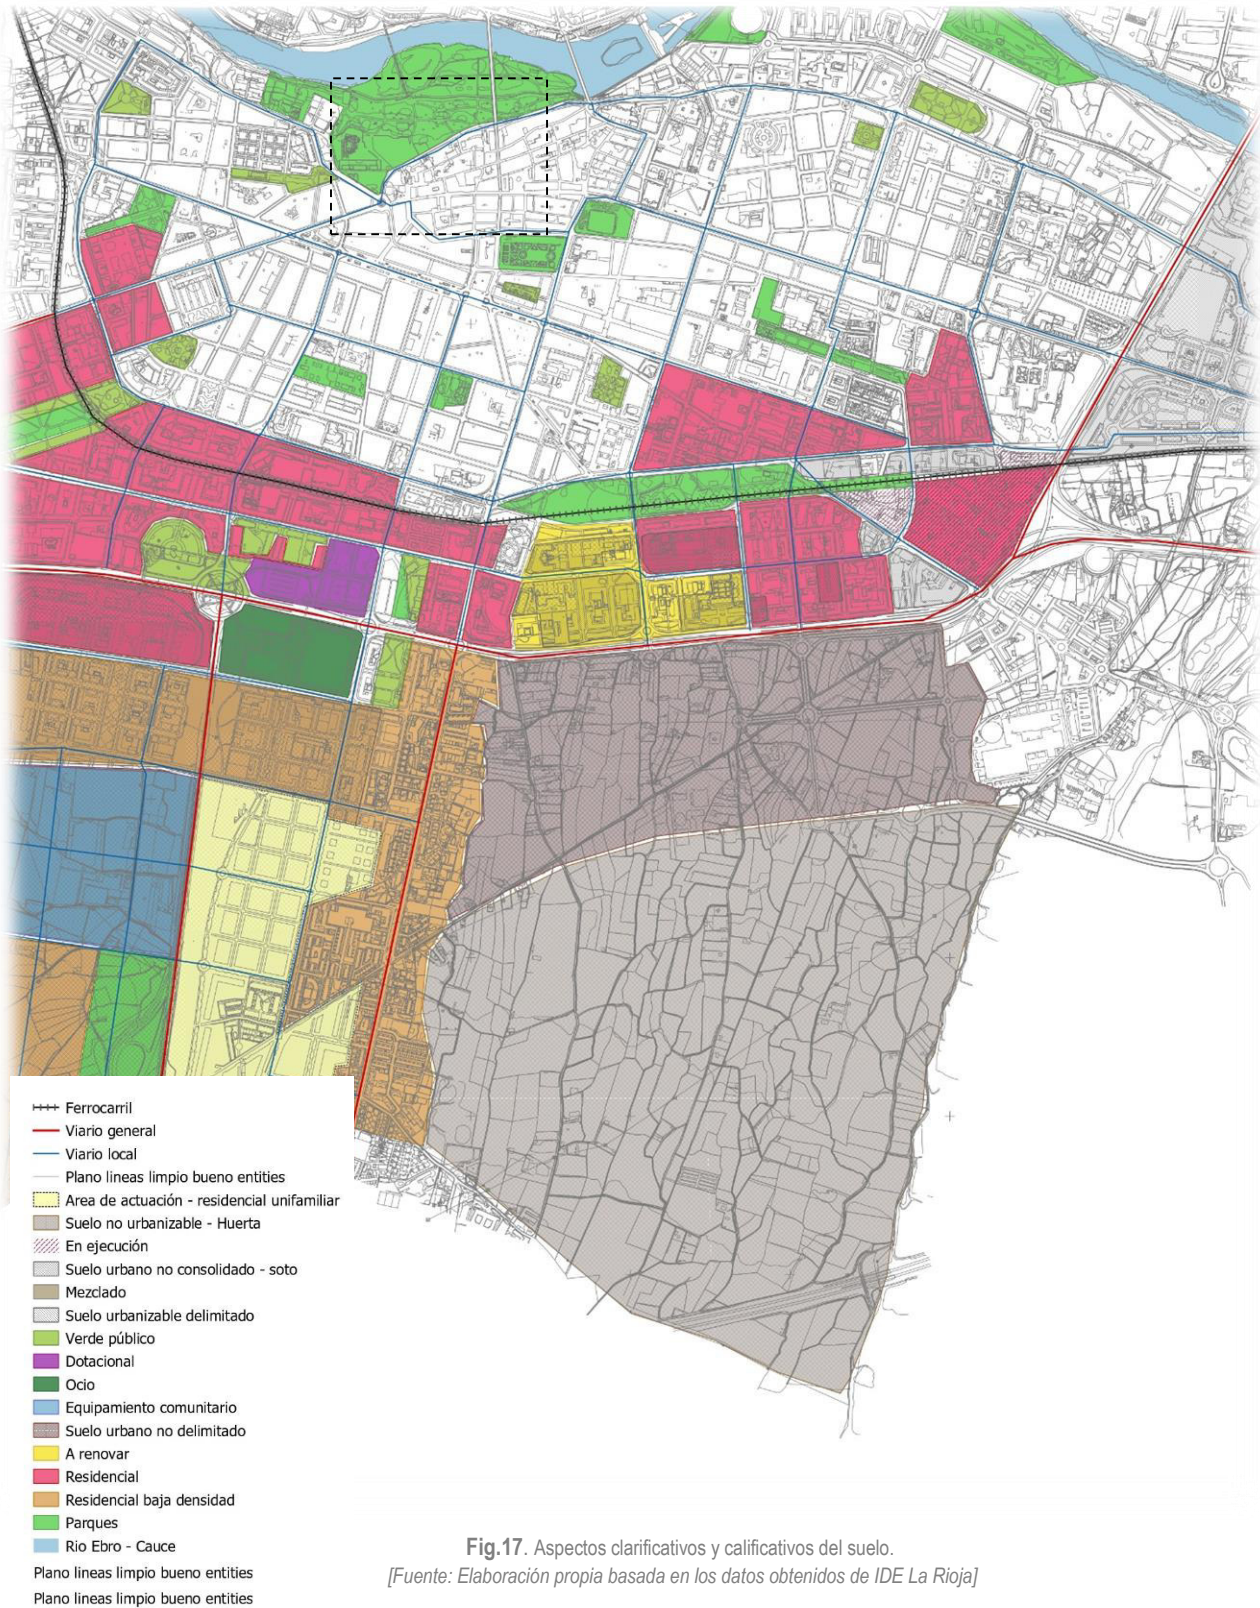 Ferrocarril
Viario general
Viario local
Plano lineas limpio bueno entities
Area de actuación - residencial unifamiliar
Suelo no urbanizable - Huerta
En ejecución
Suelo urbano no consolidado - soto
Mezclado
Suelo urbanizable delimitado
Verde público
Dotacional
Ocio
Equipamiento comunitario
Suelo urbano no delimitado
A renovar
Residencial
Residencial baja densidad
Parques
Rio Ebro - Cauce
Plano lineas limpio bueno entities
Plano lineas limpio bueno entities
Fig.17. Aspectos clarificativos y calificativos del suelo.
[Fuente: Elaboración propia basada en los datos obtenidos de IDE La Rioja]